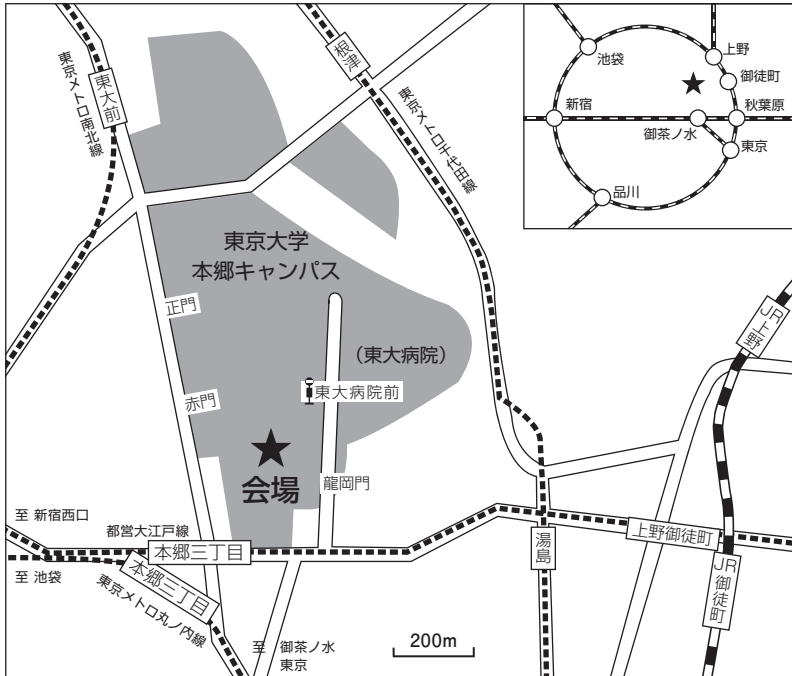 東京メトロ南北線
東大前
根津
東京メトロ千代田線
池袋
上野
御徒町
新宿
秋葉原
御茶ノ水
東京
品川
東京大学
本郷キャンパス
正門
(東大病院)
JR上野
東大病院前
赤門
会場
龍岡門
至 新宿西口
都営大江戸線
本郷三丁目
湯島
上野御徒町
至 池袋
本郷三丁目
東京メトロ丸ノ内線
JR御徒町
至 御茶ノ水
東京
200m